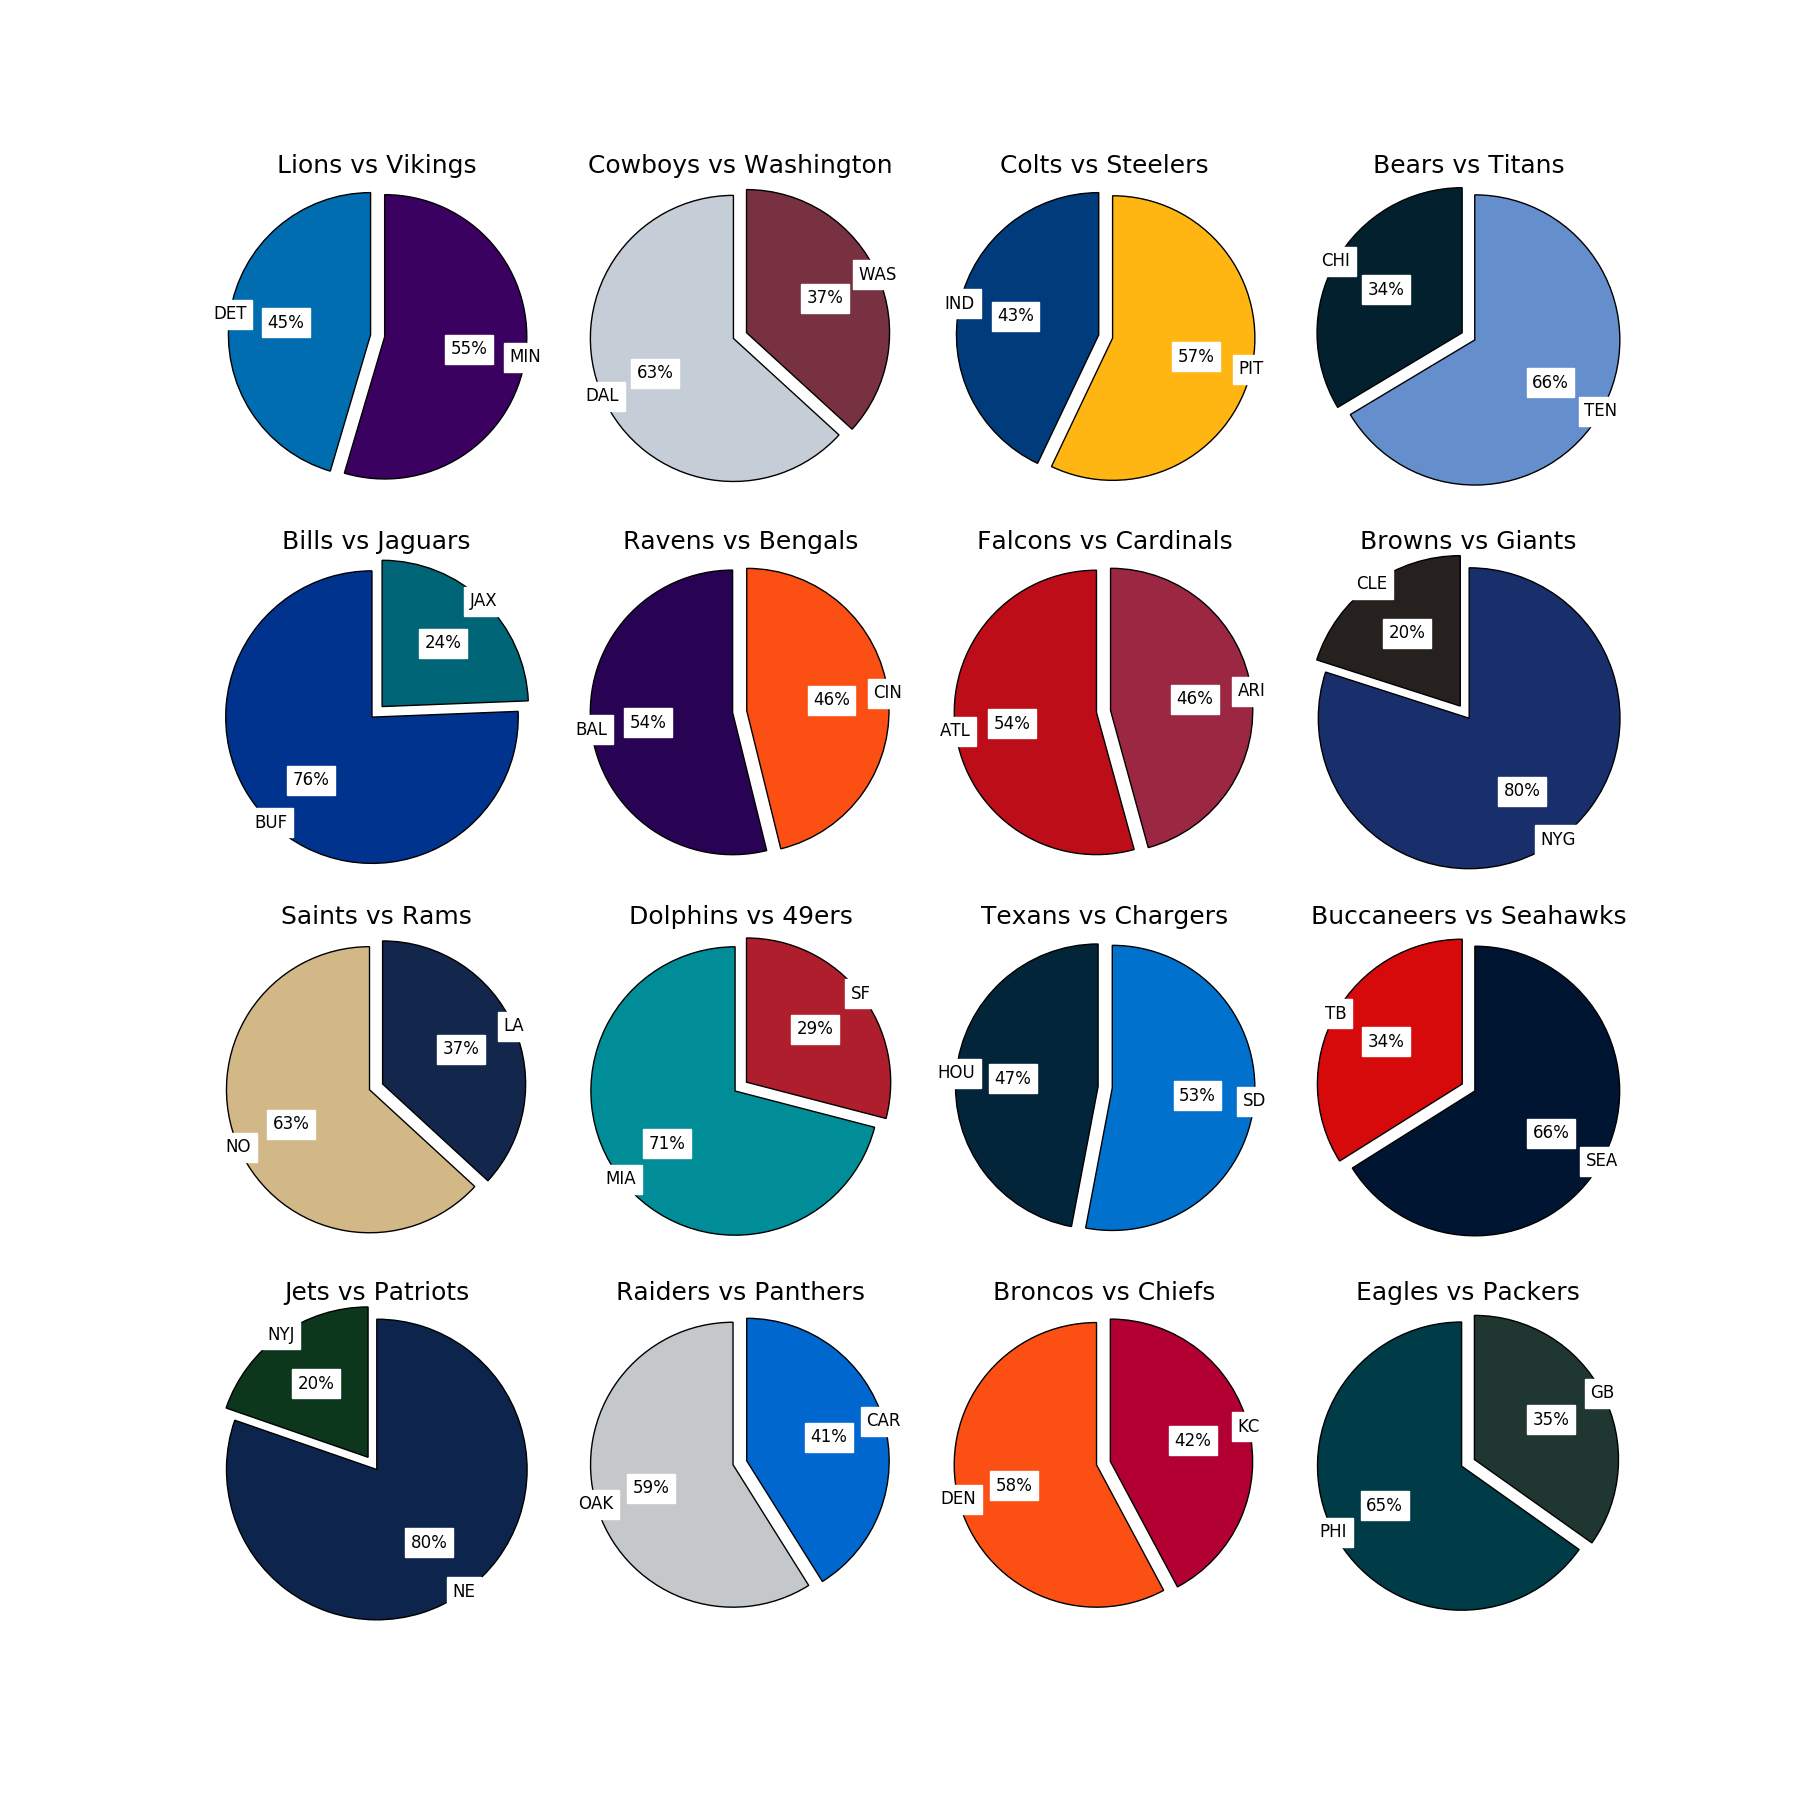 Lions vs Vikings
DET
45%
55%
MIN
Cowboys vs Washington
WAS
37%
63%
DAL
Colts vs Steelers
IND
43%
57%
PIT
Bears vs Titans
CHI
34%
66%
TEN
Bills vs Jaguars
JAX
24%
76%
BUF
Ravens vs Bengals
CIN
46%
54%
BAL
Falcons vs Cardinals
ARI
46%
54%
ATL
Browns vs Giants
CLE
20%
80%
NYG
Saints vs Rams
LA
37%
63%
NO
Dolphins vs 49ers
SF
29%
71%
MIA
Texans vs Chargers
HOU
47%
53%
SD
Buccaneers vs Seahawks
TB
34%
66%
SEA
Jets vs Patriots
NYJ
20%
80%
NE
Raiders vs Panthers
CAR
41%
59%
OAK
Broncos vs Chiefs
KC
42%
58%
DEN
Eagles vs Packers
GB
35%
65%
PHI